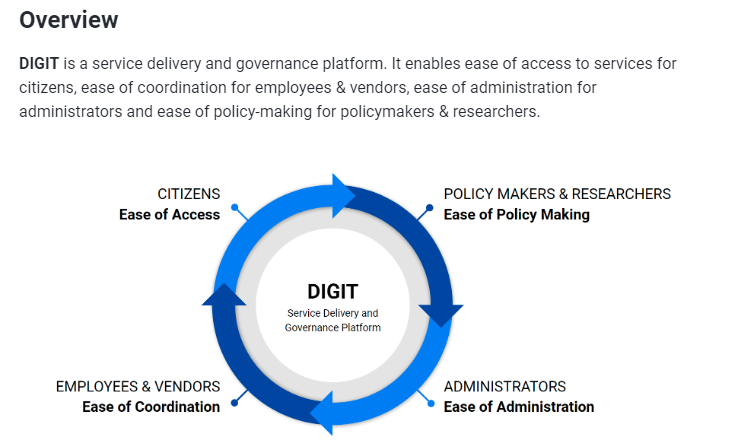 Overview
DIGIT is a service delivery and governance platform. It enables ease of access to services for
citizens, ease of coordination for employees & vendors, ease of administration for
administrators and ease of policy-making for policymakers & researchers.
CITIZENS
Ease of Access
POLICY MAKERS & RESEARCHERS
Ease of Policy Making
DIGIT
Service Delivery and
Governance Platform
EMPLOYEES & VENDORS
Ease of Coordination
ADMINISTRATORS
Ease of Administration